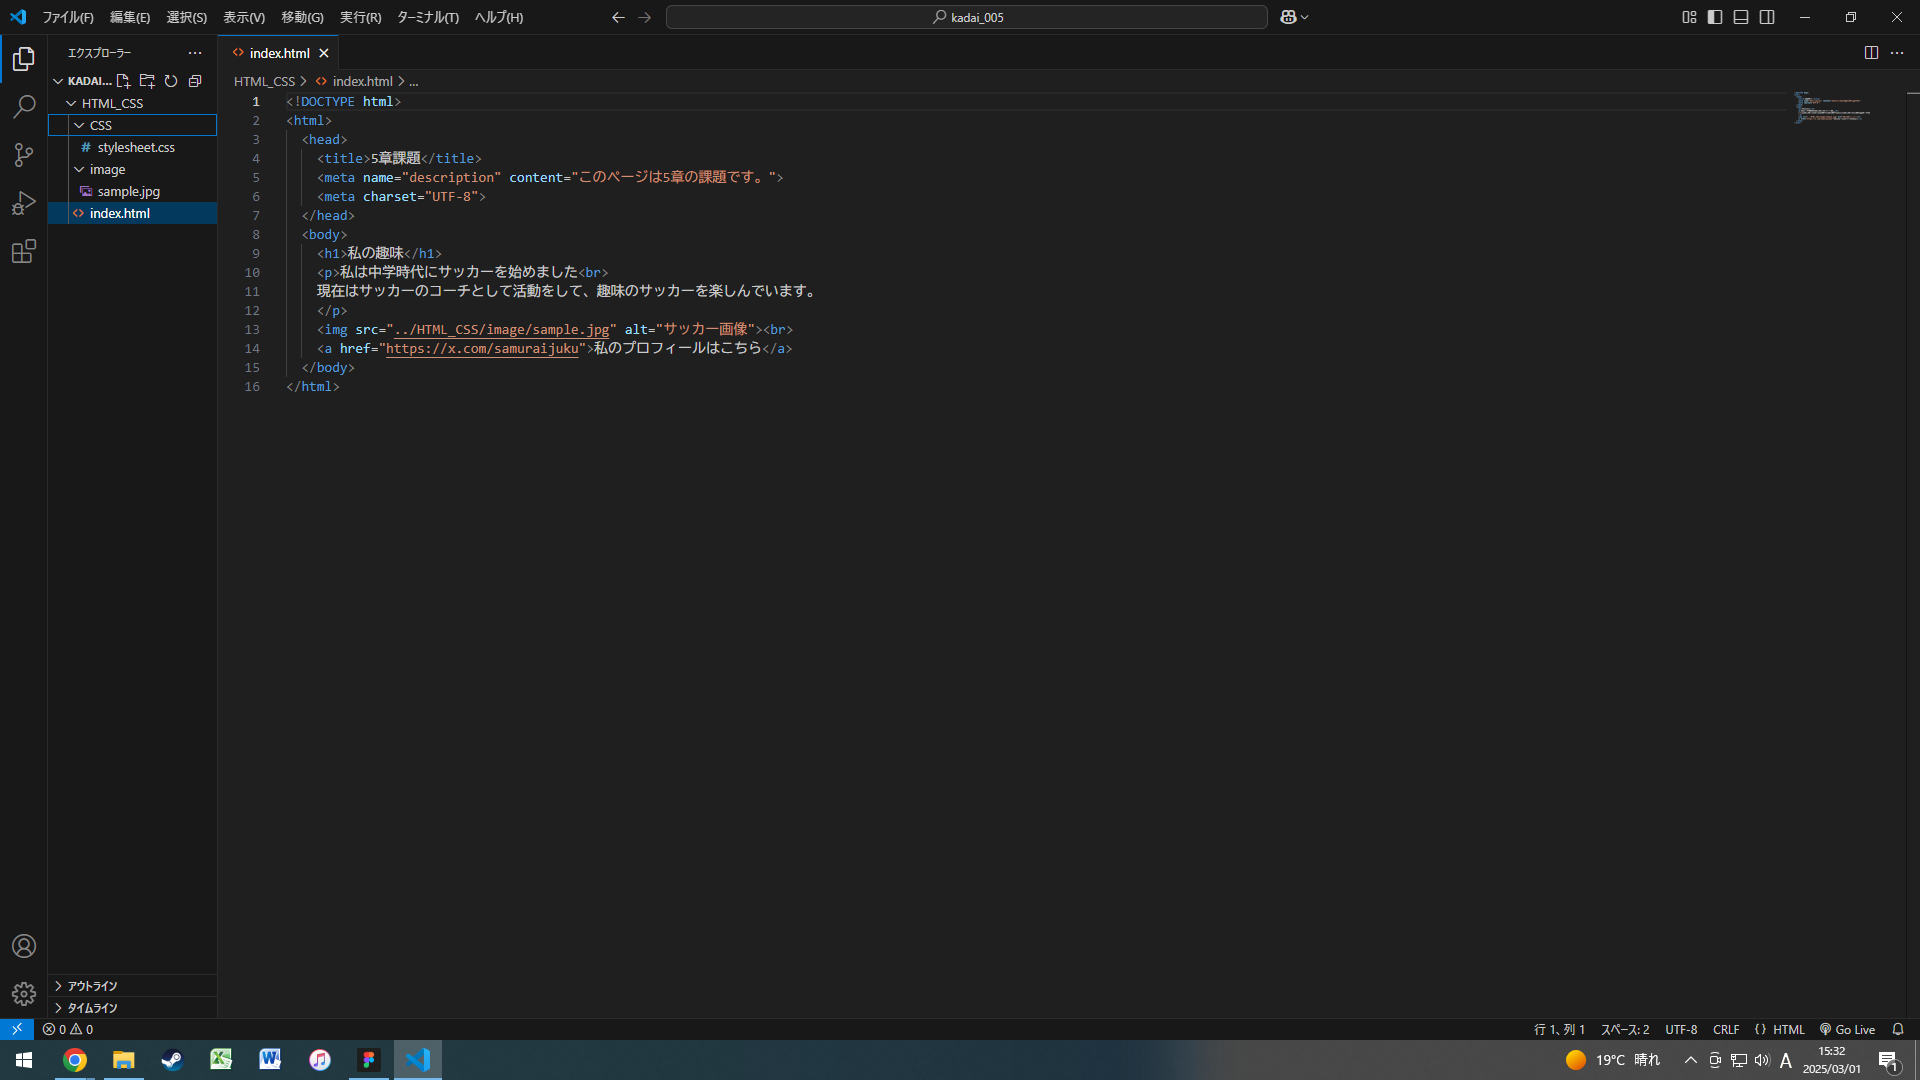 ファイル(F) 編集(E) 選択(S) 表示(V) 移動(G) 実行(R) ターミナル(T) ヘルプ(H)
kadai_005
エクスプローラー
KADAI...
HTML_CSS
CSS
# stylesheet.css
image
sample.jpg
index.html
アウトライン
タイムライン
index.html
HTML_CSS > index.html > ...
1 <!DOCTYPE html>
2 <html>
3 <head>
4 <title>5章課題</title>
5 <meta name="description" content="このページは5章の課題です。">
6 <meta charset="UTF-8">
7 </head>
8 <body>
9 <h1>私の趣味</h1>
10 <p>私は中学時代にサッカーを始めました<br>
11 現在はサッカーのコーチとして活動をして、趣味のサッカーを楽しんでいます。
12 </p>
13 <img src="../HTML_CSS/image/sample.jpg" alt="サッカー画像"><br>
14 <a href="https://x.com/samuraijuku">私のプロフィールはこちら</a>
15 </body>
16 </html>
0 0
行 1、列 1 スペース: 2 UTF-8 CRLF {} HTML Go Live
19°C 晴れ
A
15:32
2025/03/01
1